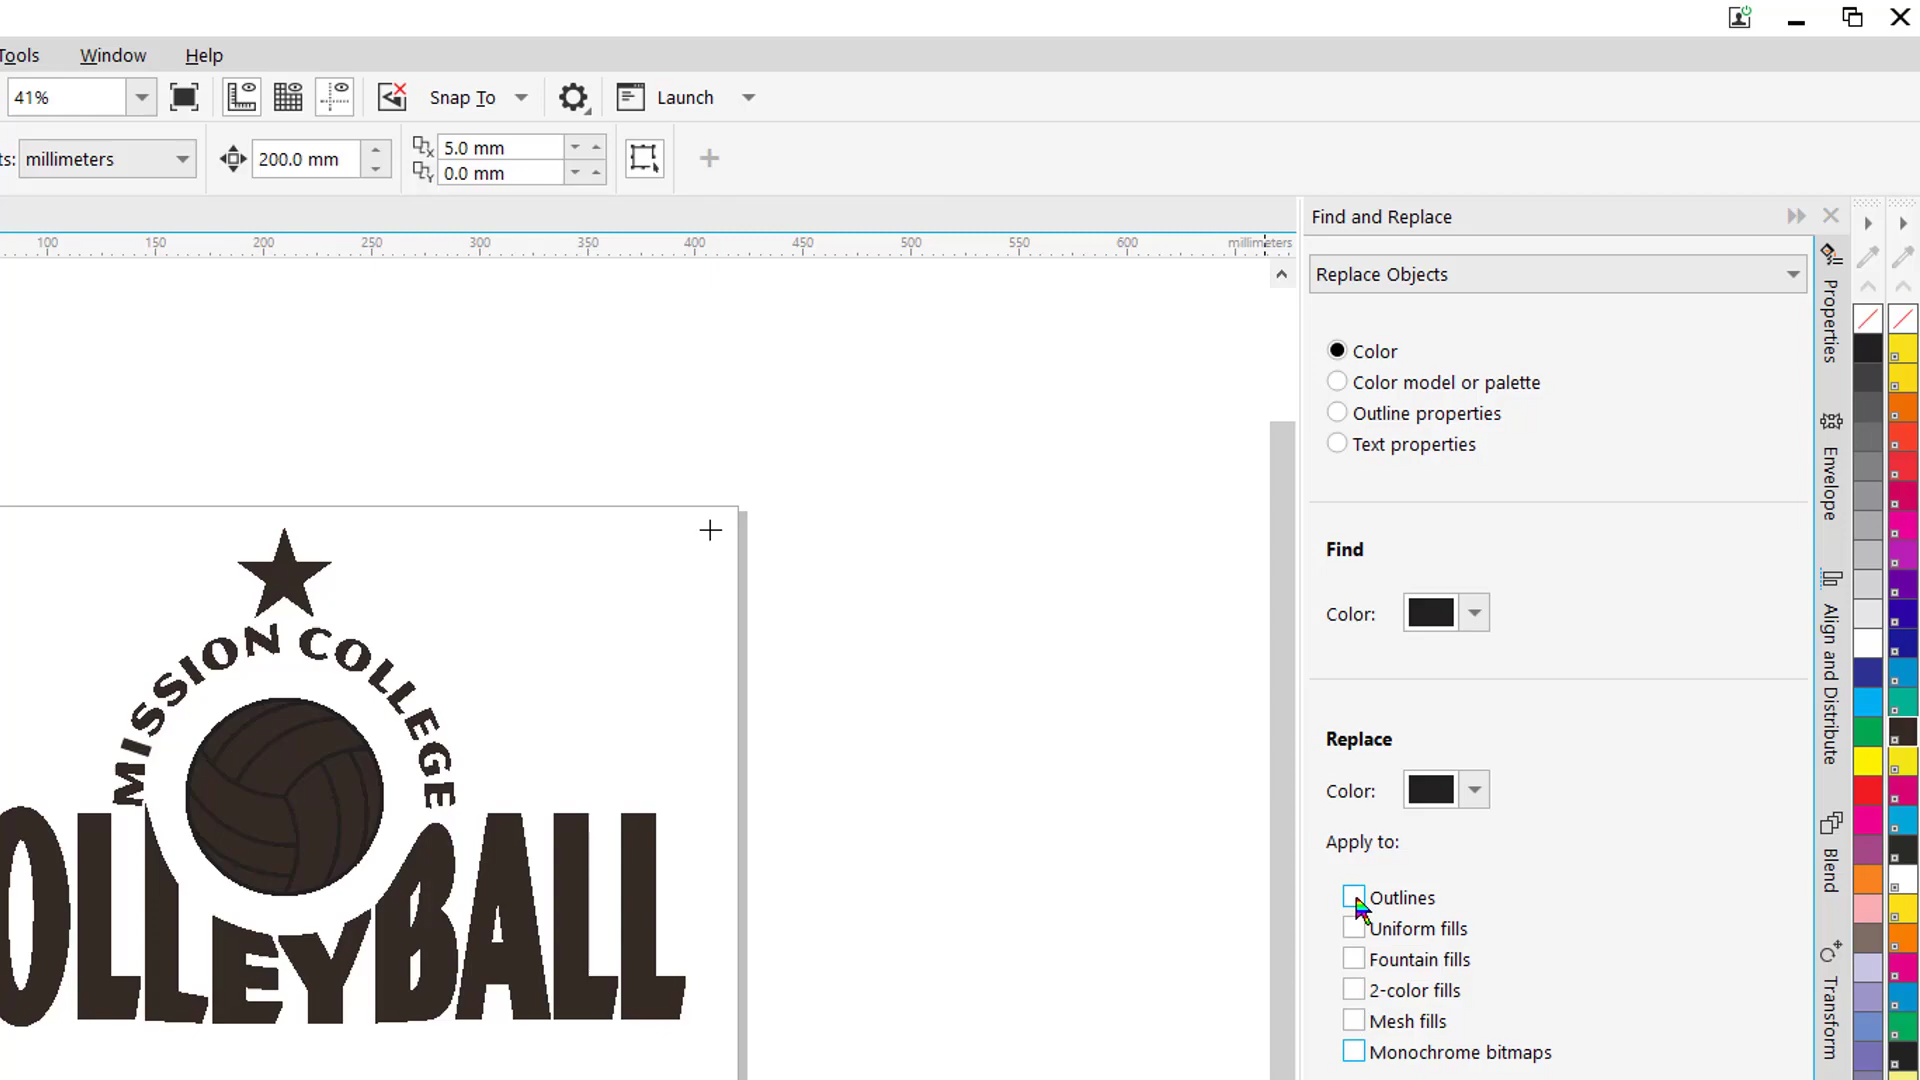 Tools Window Help
41% Snap To Launch
ts: millimeters 200.0 mm 5.0 mm
0.0 mm
Find and Replace
100 150 200 250 300 350 400 450 500 550 600 millimeters
Replace Objects
Color
Color model or palette
Outline properties
Text properties
Find
Color:
Replace
Color:
Apply to:
Outlines
Uniform fills
Fountain fills
2-color fills
Mesh fills
Monochrome bitmaps
Properties
Envelope
Align and Distribute
Blend
Transform
MISSION COLLEGE
OLLEYBALL